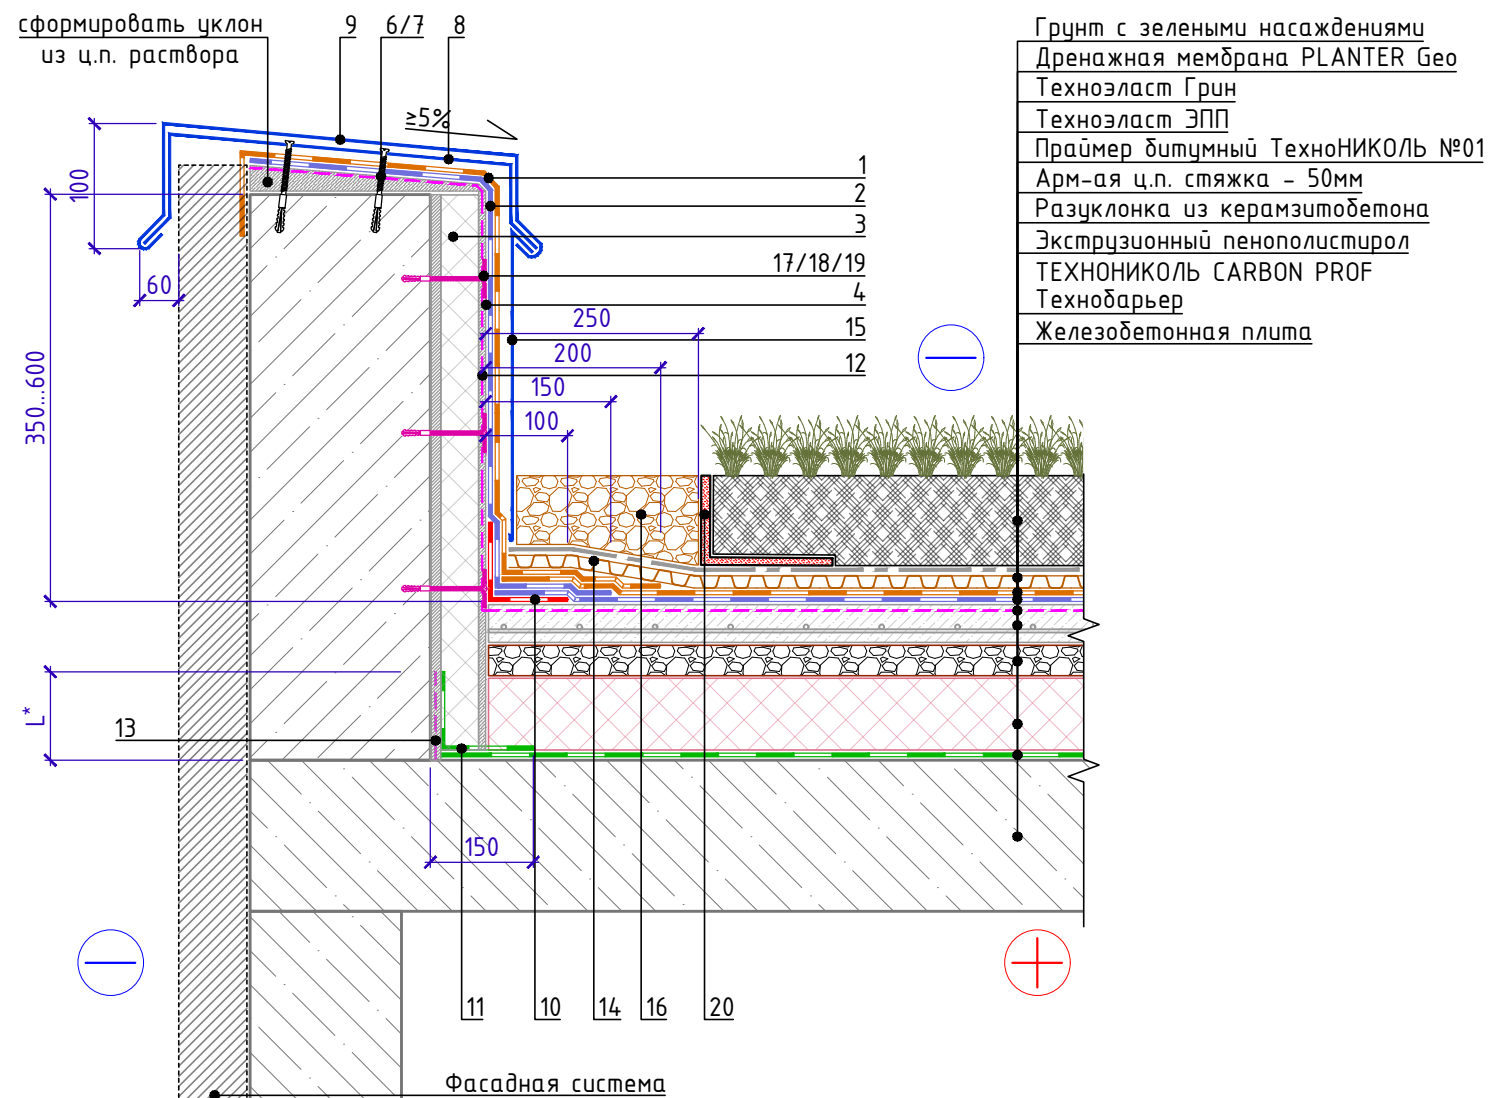 сформировать уклон
из ц.п. раствора
9
6/7
8
≥5%
100
60
350...600
L*
13
1
2
3
17/18/19
4
250
15
200
12
150
100
150
11
10
14
16
20
Фасадная система
Грунт с зелеными насаждениями
Дренажная мембрана PLANTER Geo
Техноэласт Грин
Техноэласт ЭПП
Праймер битумный ТехноНИКОЛЬ №01
Арм-ая ц.п. стяжка - 50мм
Разуклонка из керамзитобетона
Экструзионный пенополистирол
ТЕХНОНИКОЛЬ CARBON PROF
Технобарьер
Железобетонная плита